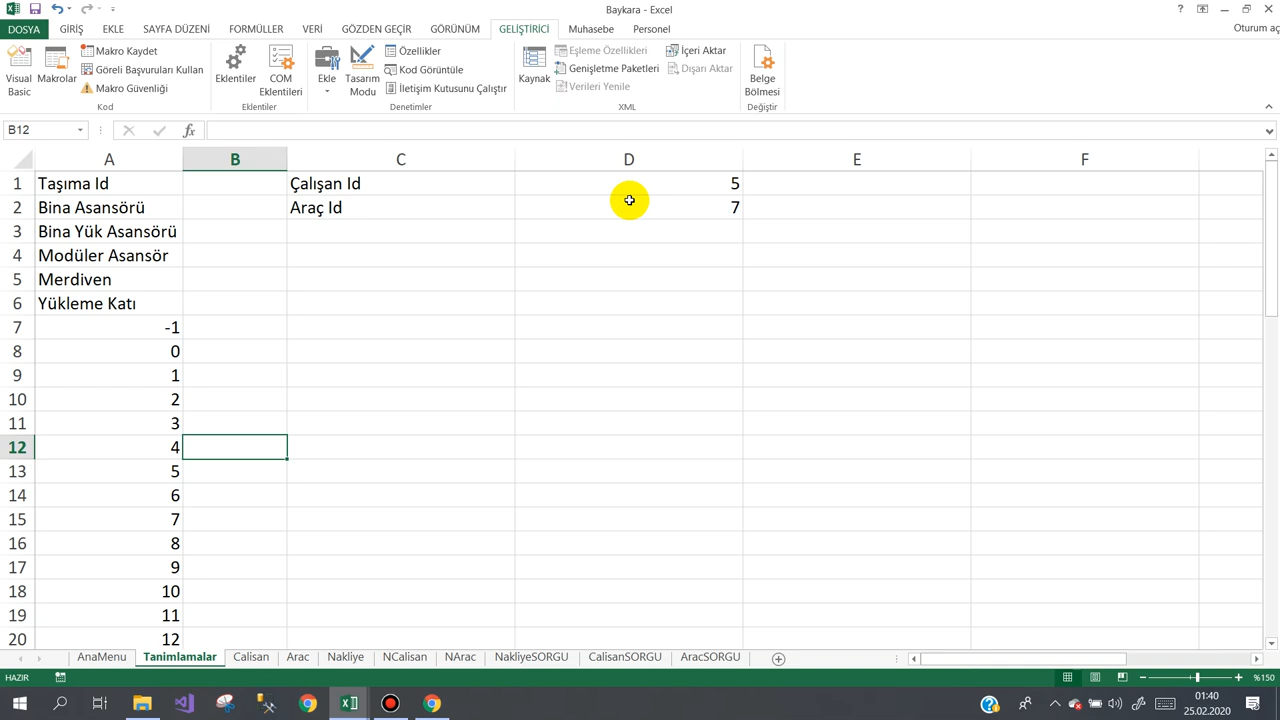 Baykara - Excel
Oturum aç
DOSYA GİRİŞ EKLE SAYFA DÜZENİ FORMÜLLER VERİ GÖZDEN GEÇİR GÖRÜNÜM GELİŞTİRİCİ Muhasebe Personel
Visual Basic
Makrolar
Makro Kaydet
Göreli Başvuruları Kullan
Makro Güvenliği
Kod
Eklentiler
COM Eklentileri
Eklentiler
Ekle
Tasarım Modu
Özellikler
Kod Görüntüle
İletişim Kutusunu Çalıştır
Denetimler
Kaynak
Eşleme Özellikleri
Genişletme Paketleri
Verileri Yenile
İçeri Aktar
Dışarı Aktar
XML
Belge Bölmesi
Değiştir
B12 fx
A B C D E F
1 Taşıma Id Çalışan Id 5
2 Bina Asansörü Araç Id 7
3 Bina Yük Asansörü
4 Modüler Asansör
5 Merdiven
6 Yükleme Katı
7 -1
8 0
9 1
10 2
11 3
12 4
13 5
14 6
15 7
16 8
17 9
18 10
19 11
20 12
AnaMenu Tanimlamalar Calisan Arac Nakliye NCalisan NArac NakliyeSORGU CalisanSORGU AracSORGU
HAZIR %150
01:40
25.02.2020